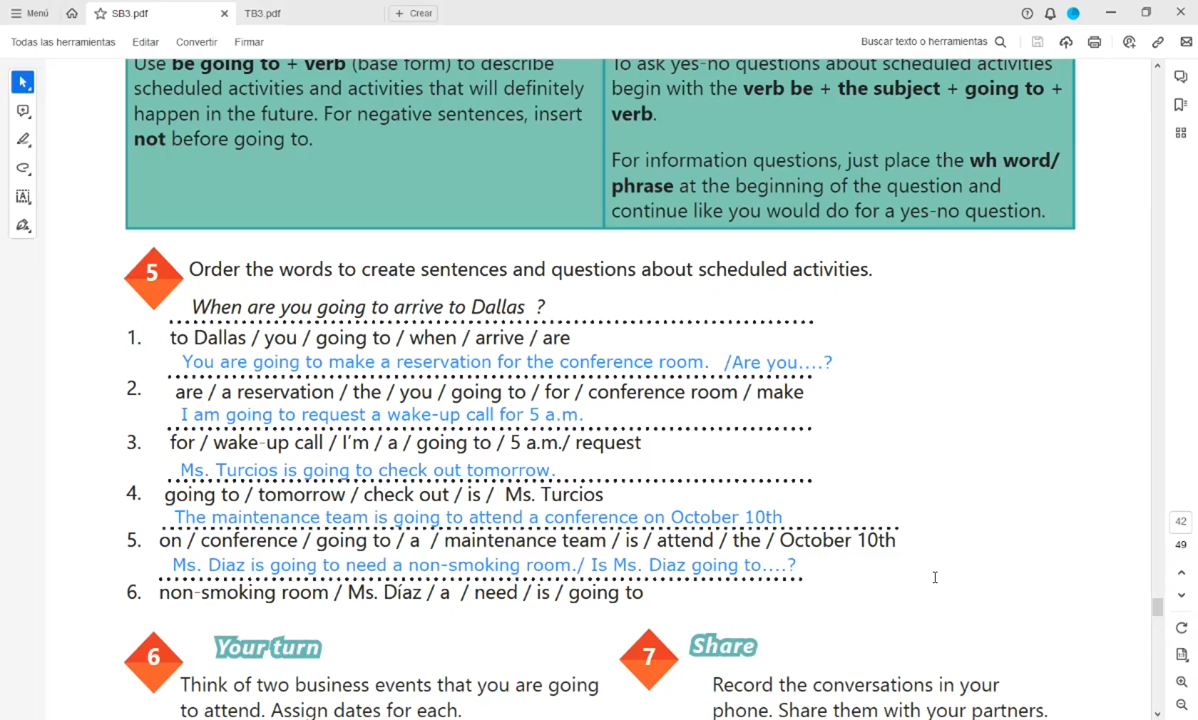 Menú
SB3.pdf
TB3.pdf
+ Crear
Todas las herramientas
Editar
Convertir
Firmar
Buscar texto o herramientas
Use be going to + verb (base form) to describe
scheduled activities and activities that will definitely
happen in the future. For negative sentences, insert
not before going to.
To ask yes-no questions about scheduled activities
begin with the verb be + the subject + going to +
verb.
For information questions, just place the wh word/
phrase at the beginning of the question and
continue like you would do for a yes-no question.
5 Order the words to create sentences and questions about scheduled activities.
When are you going to arrive to Dallas ?
1. to Dallas / you / going to / when / arrive / are
You are going to make a reservation for the conference room. /Are you....?
2. are / a reservation / the / you / going to / for / conference room / make
I am going to request a wake-up call for 5 a.m.
3. for / wake-up call / I'm / a / going to / 5 a.m./ request
Ms. Turcios is going to check out tomorrow.
4. going to / tomorrow / check out / is / Ms. Turcios
The maintenance team is going to attend a conference on October 10th
5. on / conference / going to / a / maintenance team / is / attend / the / October 10th
Ms. Diaz is going to need a non-smoking room./ Is Ms. Diaz going to....?
6. non-smoking room / Ms. Díaz / a / need / is / going to
6 Your turn
Think of two business events that you are going
to attend. Assign dates for each.
7 Share
Record the conversations in your
phone. Share them with your partners.
42
49